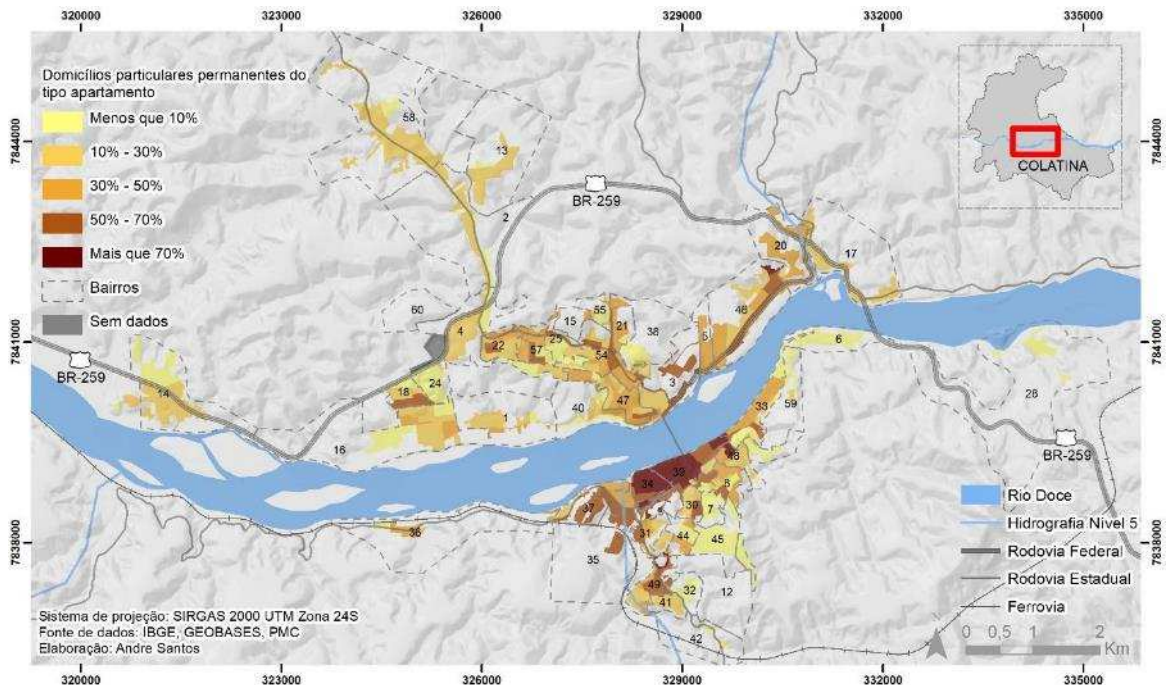 320000 323000 326000 329000 332000 335000
Domicílios particulares permanentes do
tipo apartamento
Menos que 10%
10% - 30%
30% - 50%
50% - 70%
Mais que 70%
Bairros
Sem dados
COLATINA
7844000
7844000
58
13
2
BR-259
20
17
60
4
15
55
21
38
46
5
22
57
25
54
3
6
7841000
7841000
BR-259
14
18
24
1
40
47
33
59
28
16
BR-259
39
48
34
8
37
30
7
31
44
45
36
35
7838000
7838000
49
32
12
41
42
Rio Doce
Hidrografia Nível 5
Rodovia Federal
Rodovia Estadual
Ferrovia
Sistema de projeção: SIRGAS 2000 UTM Zona 24S
Fonte de dados: IBGE, GEOBASES, PMC
Elaboração: Andre Santos
0 0,5 1 2
Km
320000 323000 326000 329000 332000 335000